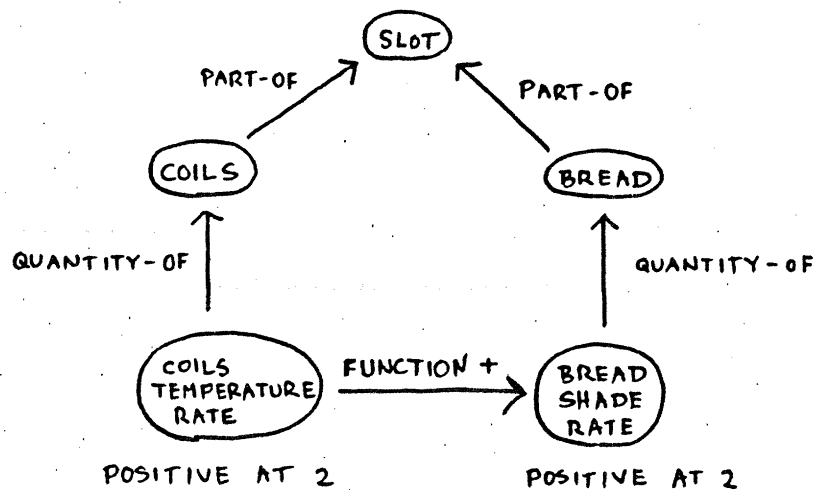 SLOT
PART-OF
PART-OF
COILS
BREAD
QUANTITY-OF
QUANTITY-OF
COILS
TEMPERATURE
RATE
FUNCTION +
BREAD
SHADE
RATE
POSITIVE AT 2
POSITIVE AT 2